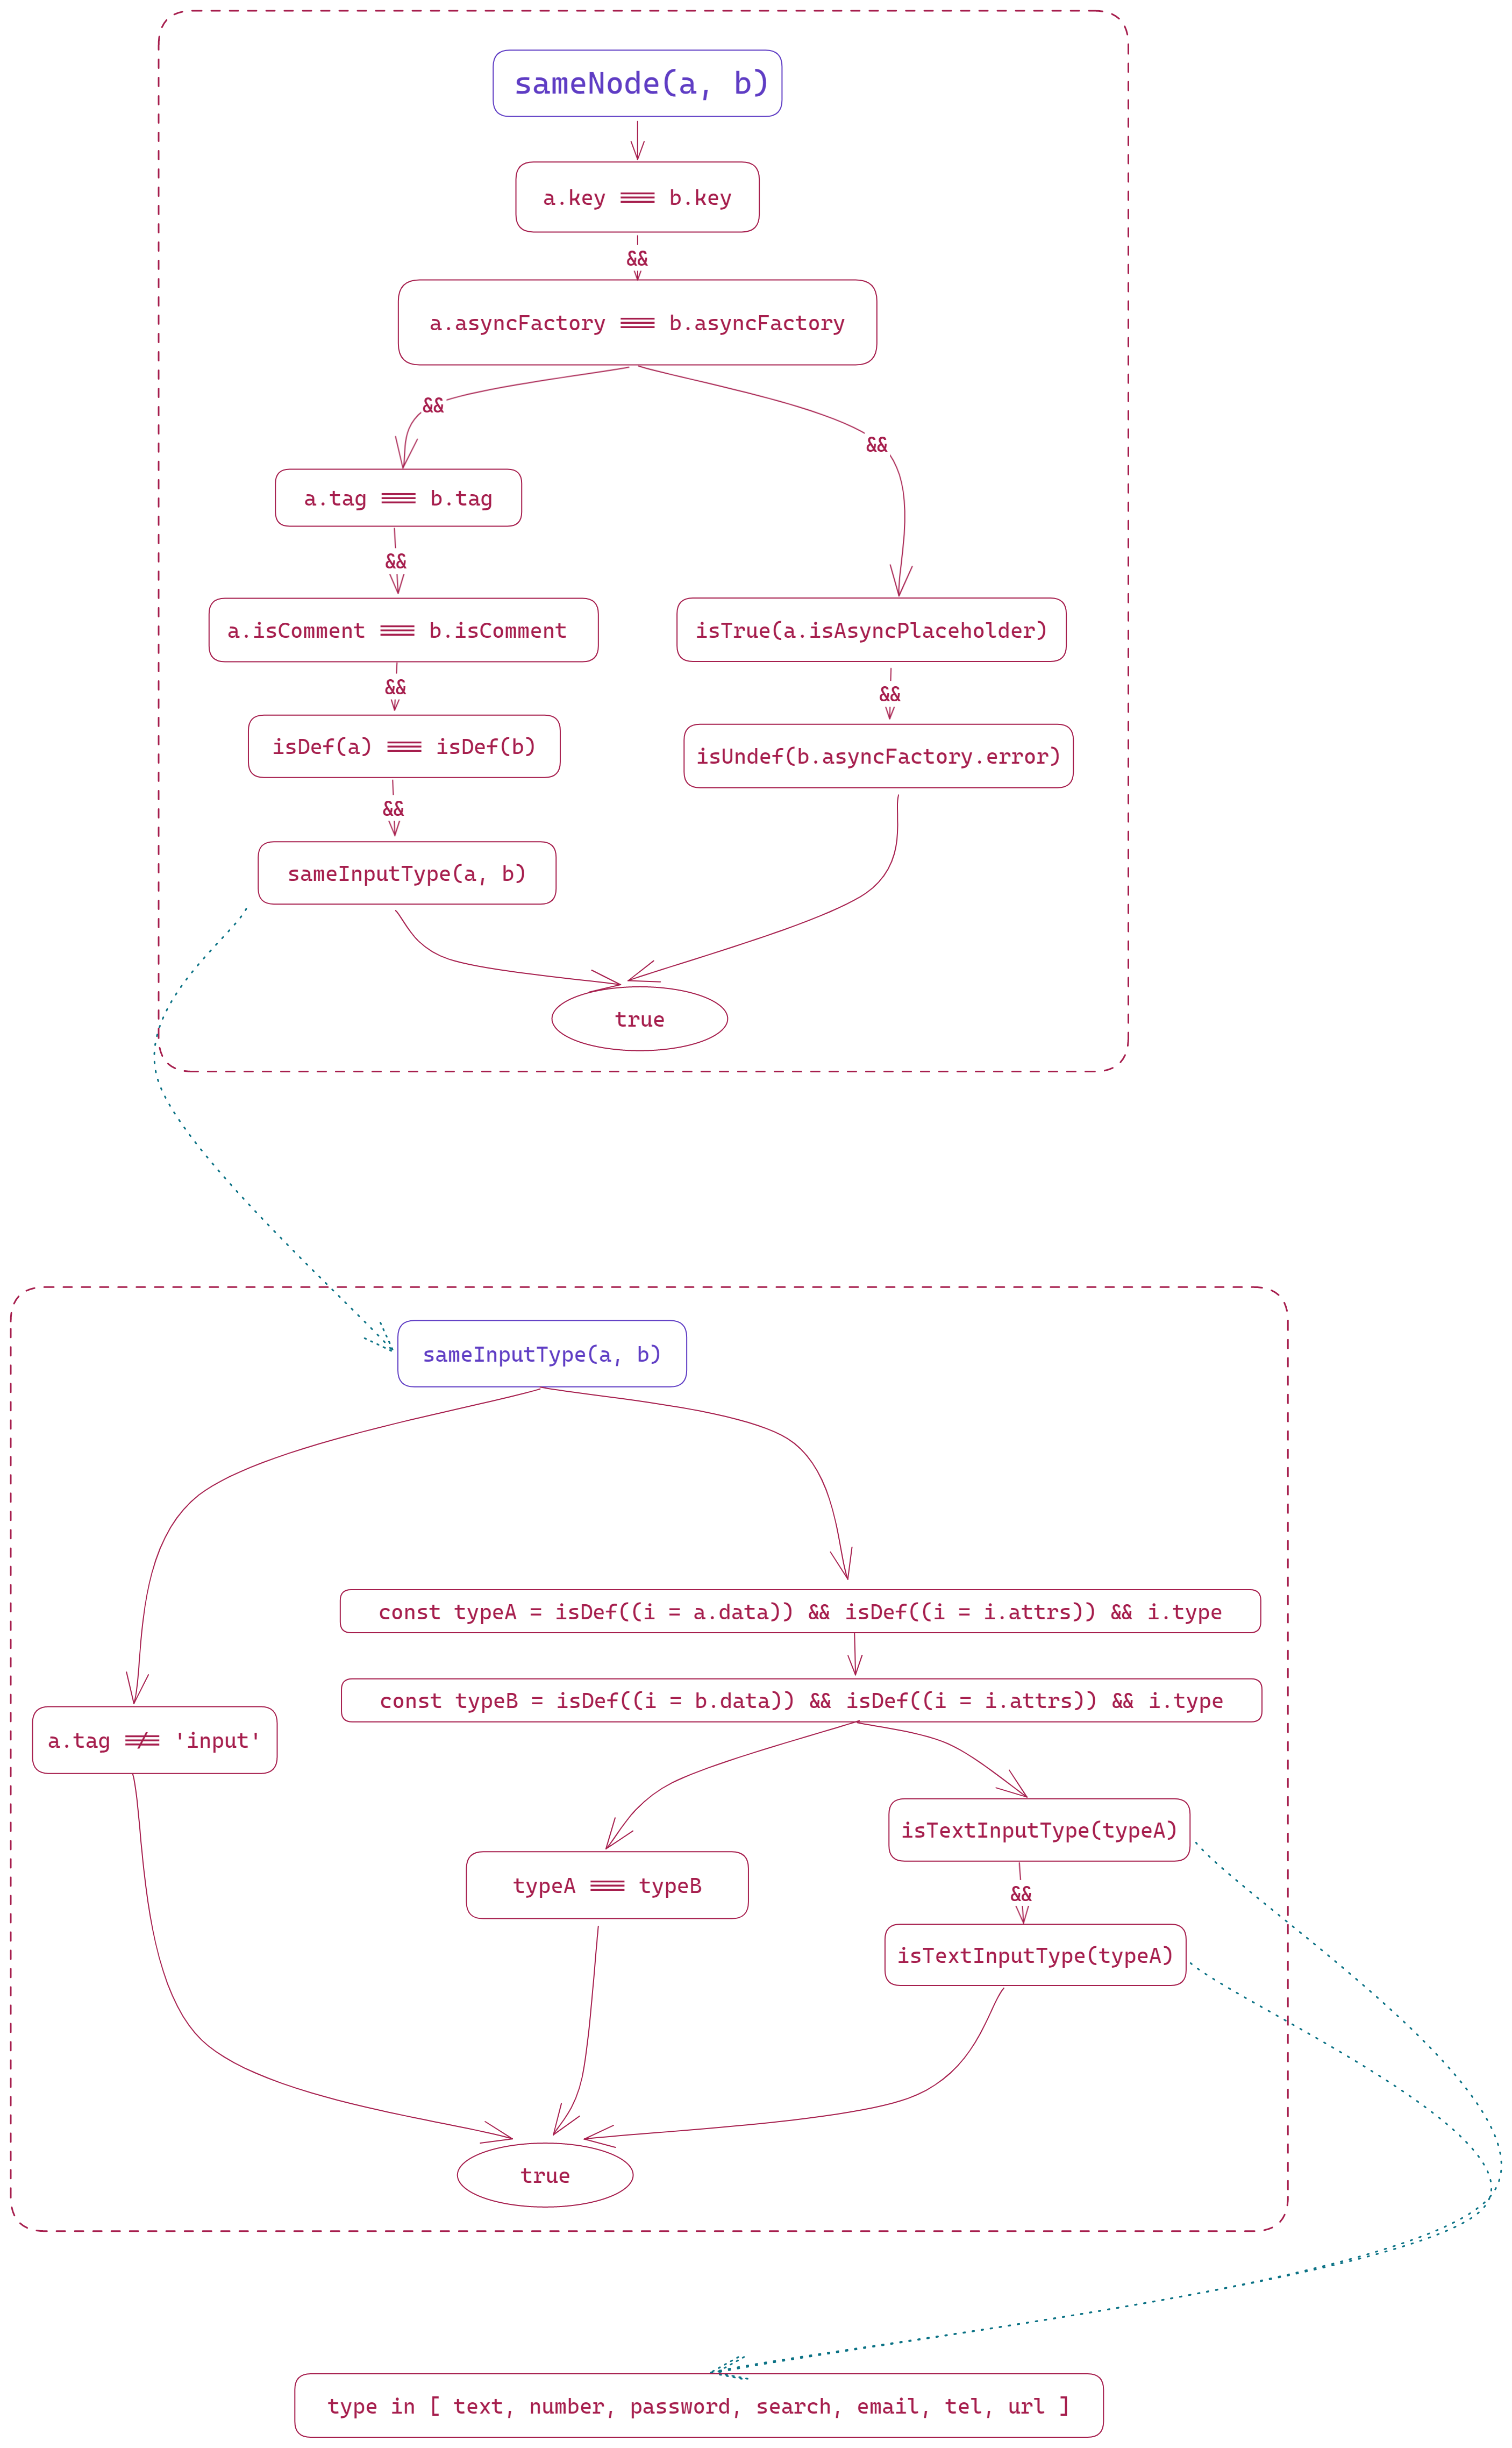 sameNode(a, b)
a.key === b.key
&&
a.asyncFactory === b.asyncFactory
&&
&&
a.tag === b.tag
&&
a.isComment === b.isComment
isTrue(a.isAsyncPlaceholder)
&&
&&
isDef(a) === isDef(b)
isUndef(b.asyncFactory.error)
&&
sameInputType(a, b)
true
sameInputType(a, b)
const typeA = isDef((i = a.data)) && isDef((i = i.attrs)) && i.type
const typeB = isDef((i = b.data)) && isDef((i = i.attrs)) && i.type
a.tag !== 'input'
isTextInputType(typeA)
typeA === typeB
&&
isTextInputType(typeA)
true
type in [ text, number, password, search, email, tel, url ]